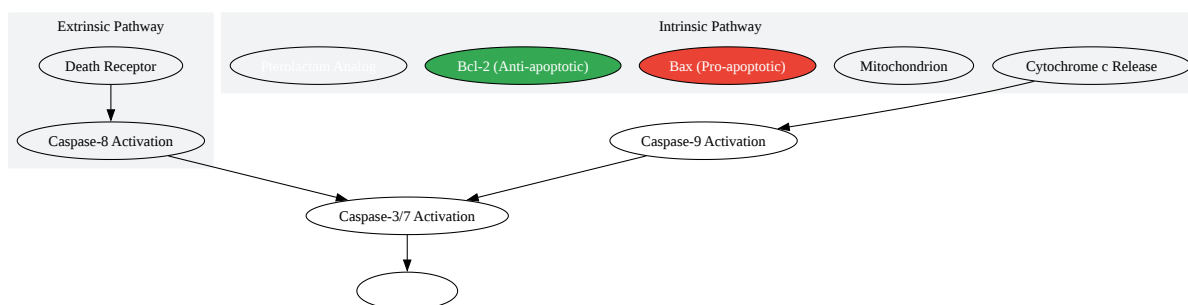 Extrinsic Pathway
Intrinsic Pathway
Death Receptor
Pterolactam Analog
Bcl-2 (Anti-apoptotic)
Bax (Pro-apoptotic)
Mitochondrion
Cytochrome c Release
Caspase-8 Activation
Caspase-9 Activation
Caspase-3/7 Activation